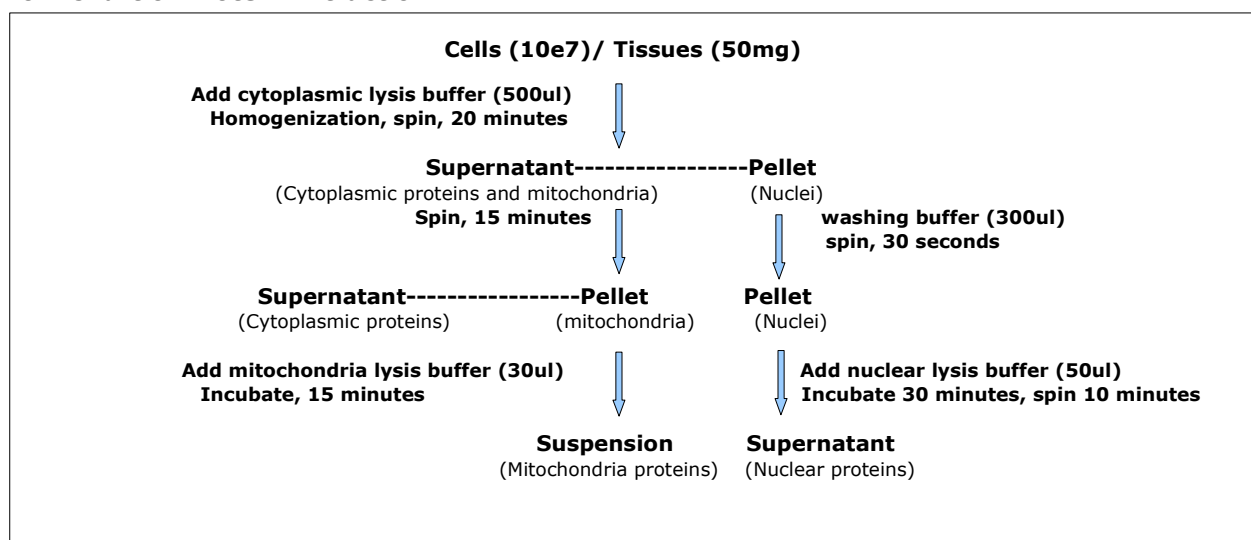 Cells (10e7)/ Tissues (50mg)
Add cytoplasmic lysis buffer (500ul)
Homogenization, spin, 20 minutes
Supernatant-----------------Pellet
(Cytoplasmic proteins and mitochondria) (Nuclei)
Spin, 15 minutes
washing buffer (300ul)
spin, 30 seconds
Supernatant-----------------Pellet Pellet
(Cytoplasmic proteins) (mitochondria) (Nuclei)
Add mitochondria lysis buffer (30ul)
Incubate, 15 minutes
Add nuclear lysis buffer (50ul)
Incubate 30 minutes, spin 10 minutes
Suspension Supernatant
(Mitochondria proteins) (Nuclear proteins)